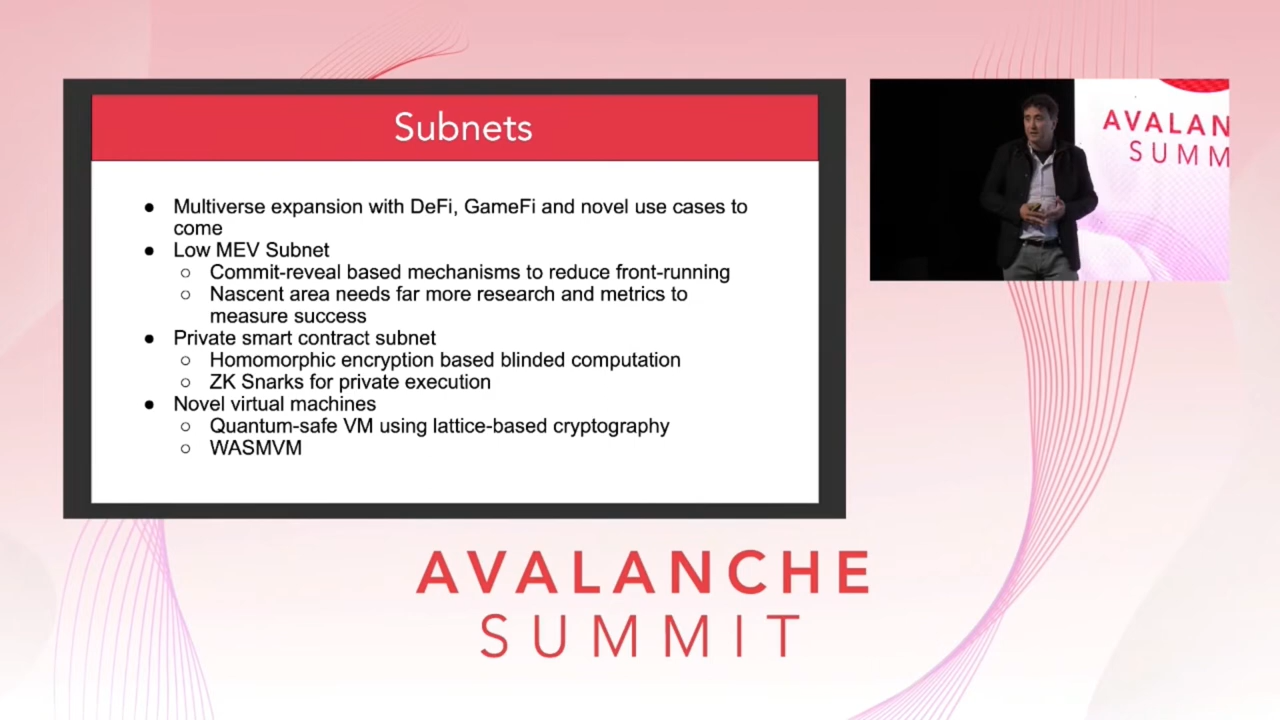 Subnets
● Multiverse expansion with DeFi, GameFi and novel use cases to
come
● Low MEV Subnet
○ Commit-reveal based mechanisms to reduce front-running
○ Nascent area needs far more research and metrics to
measure success
● Private smart contract subnet
○ Homomorphic encryption based blinded computation
○ ZK Snarks for private execution
● Novel virtual machines
○ Quantum-safe VM using lattice-based cryptography
○ WASMVM
AVALAN
SUMM
AVALANCHE
SUMMIT